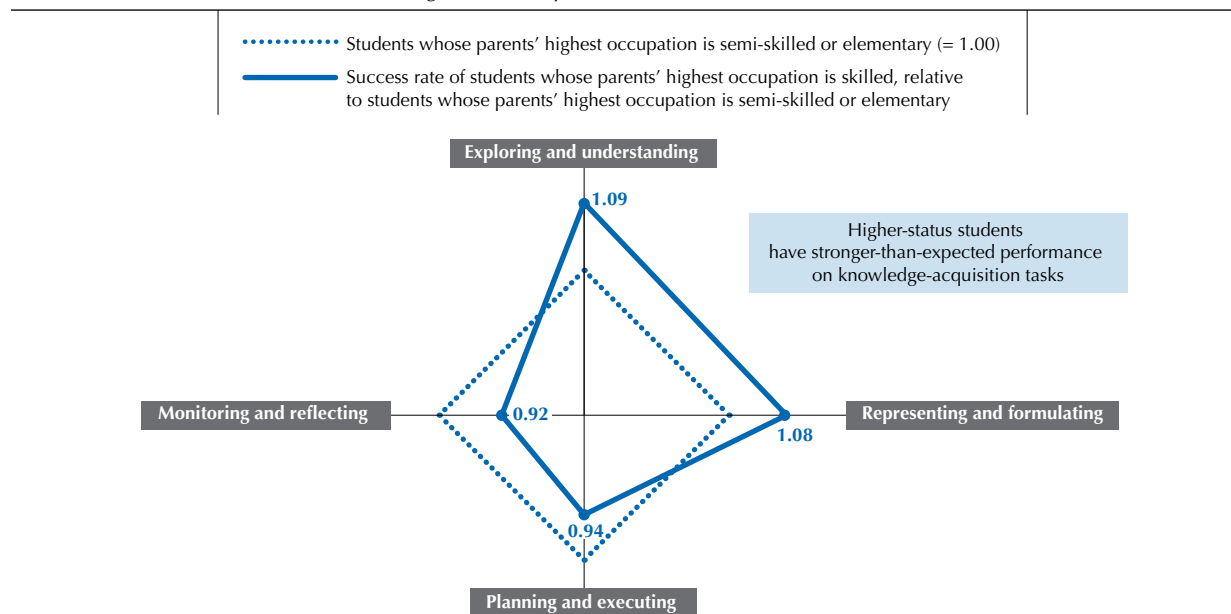 Students whose parents’ highest occupation is semi-skilled or elementary (= 1.00)
Success rate of students whose parents’ highest occupation is skilled, relative
to students whose parents’ highest occupation is semi-skilled or elementary
Exploring and understanding
1.09
Higher-status students
have stronger-than-expected performance
on knowledge-acquisition tasks
Monitoring and reflecting
0.92
Representing and formulating
1.08
0.94
Planning and executing